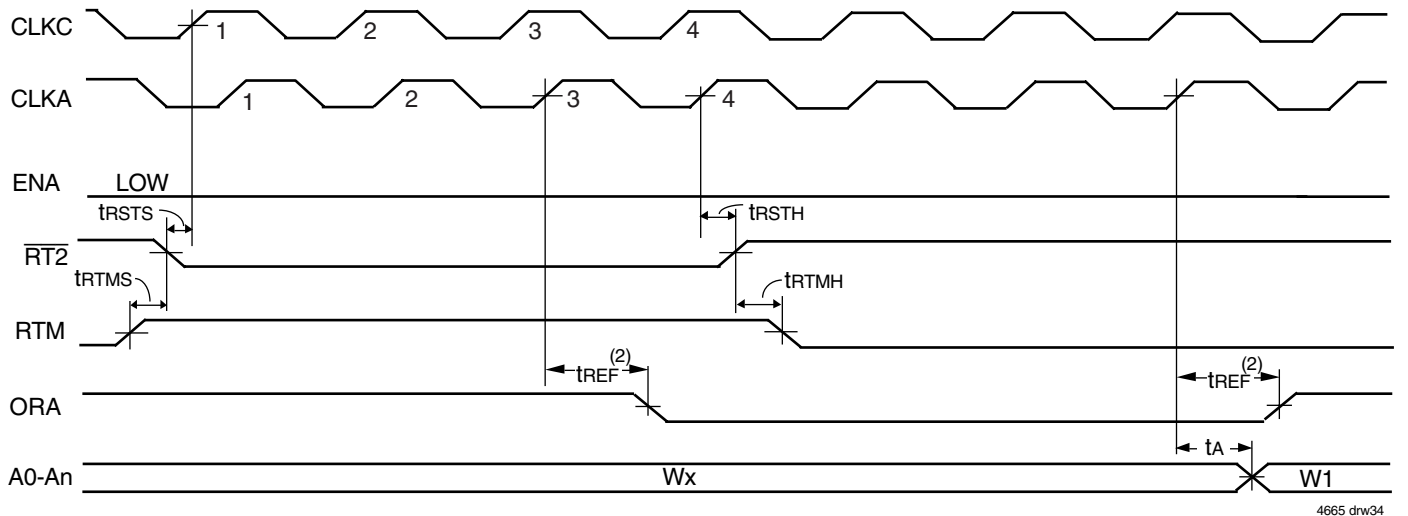 CLKC 1 2 3 4
CLKA 1 2 3 4
ENA LOW
tRSTS tRSTH
RT2
tRTMS tRTMH
RTM
tREF(2) tREF(2)
ORA
tA
A0-An Wx W1
4665 drw34